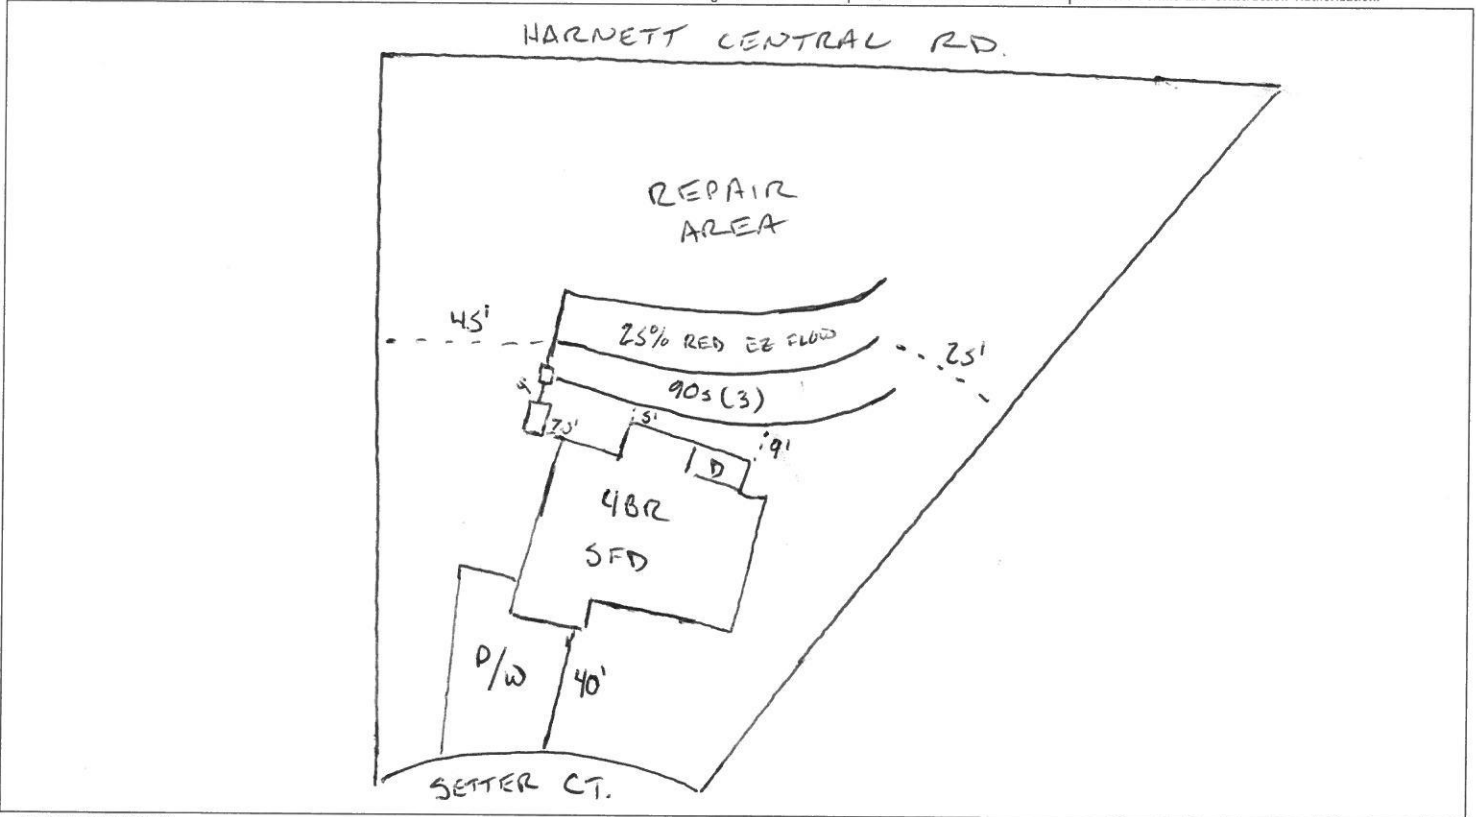 HARNETT CENTRAL RD.
REPAIR
AREA
45'
25% RED EZ FLOW
25'
90s (3)
5'
9'
D
4BR
SFD
P/W
40'
SETTER CT.